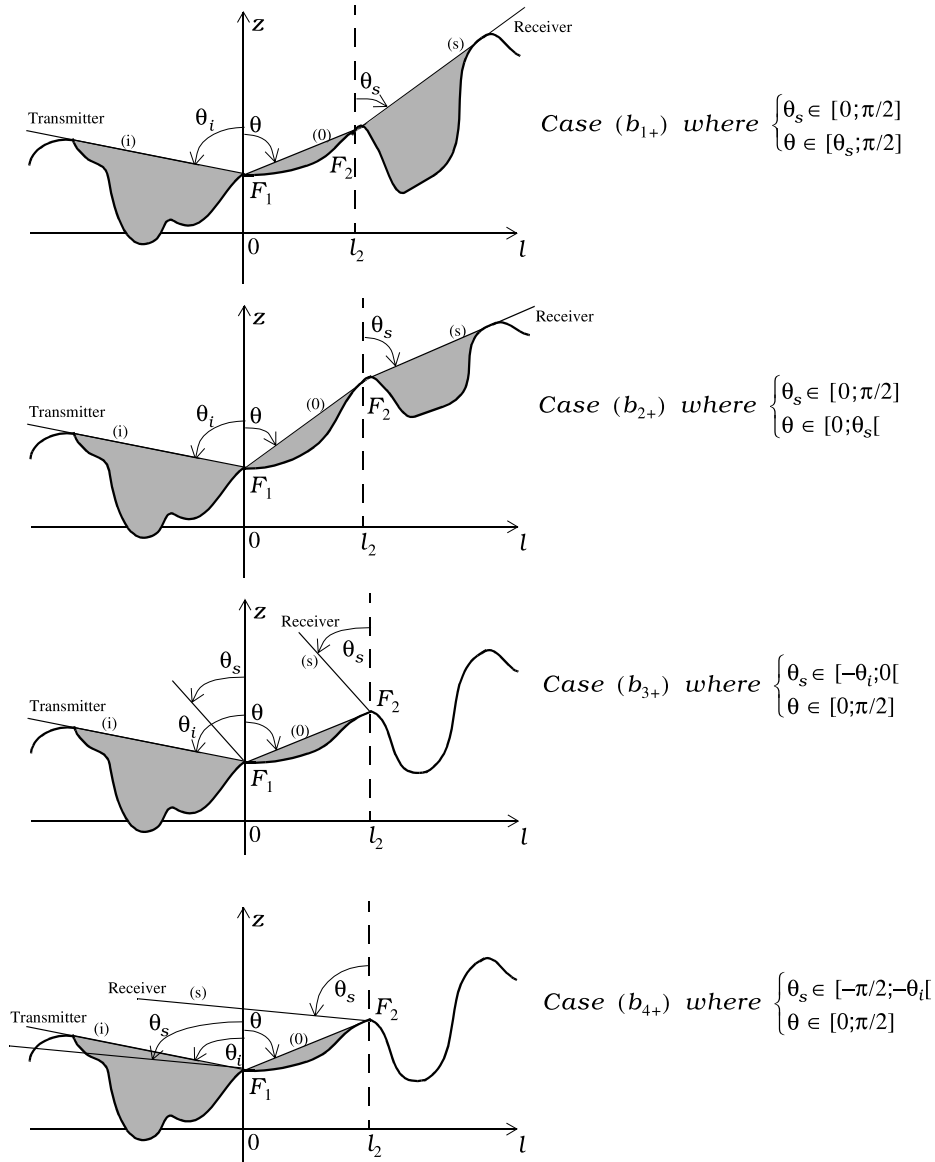 z
Receiver
(s)
θs
Transmitter
(i)
θi
θ
(0)
F2
F1
0
l2
l
Case (b1+) where { θs ∈ [0;π/2]
θ ∈ [θs;π/2]
z
Receiver
(s)
θs
Transmitter
(i)
θi
θ
(0)
F2
F1
0
l2
l
Case (b2+) where { θs ∈ [0;π/2]
θ ∈ [0;θs[
z
Receiver
(s)
θs
θs
Transmitter
(i)
θi
θ
(0)
F2
F1
0
l2
l
Case (b3+) where { θs ∈ [−θi;0[
θ ∈ [0;π/2]
z
Receiver
(s)
θs
Transmitter
(i)
θs
θ
θi
(0)
F2
F1
0
l2
l
Case (b4+) where { θs ∈ [−π/2;−θi[
θ ∈ [0;π/2]